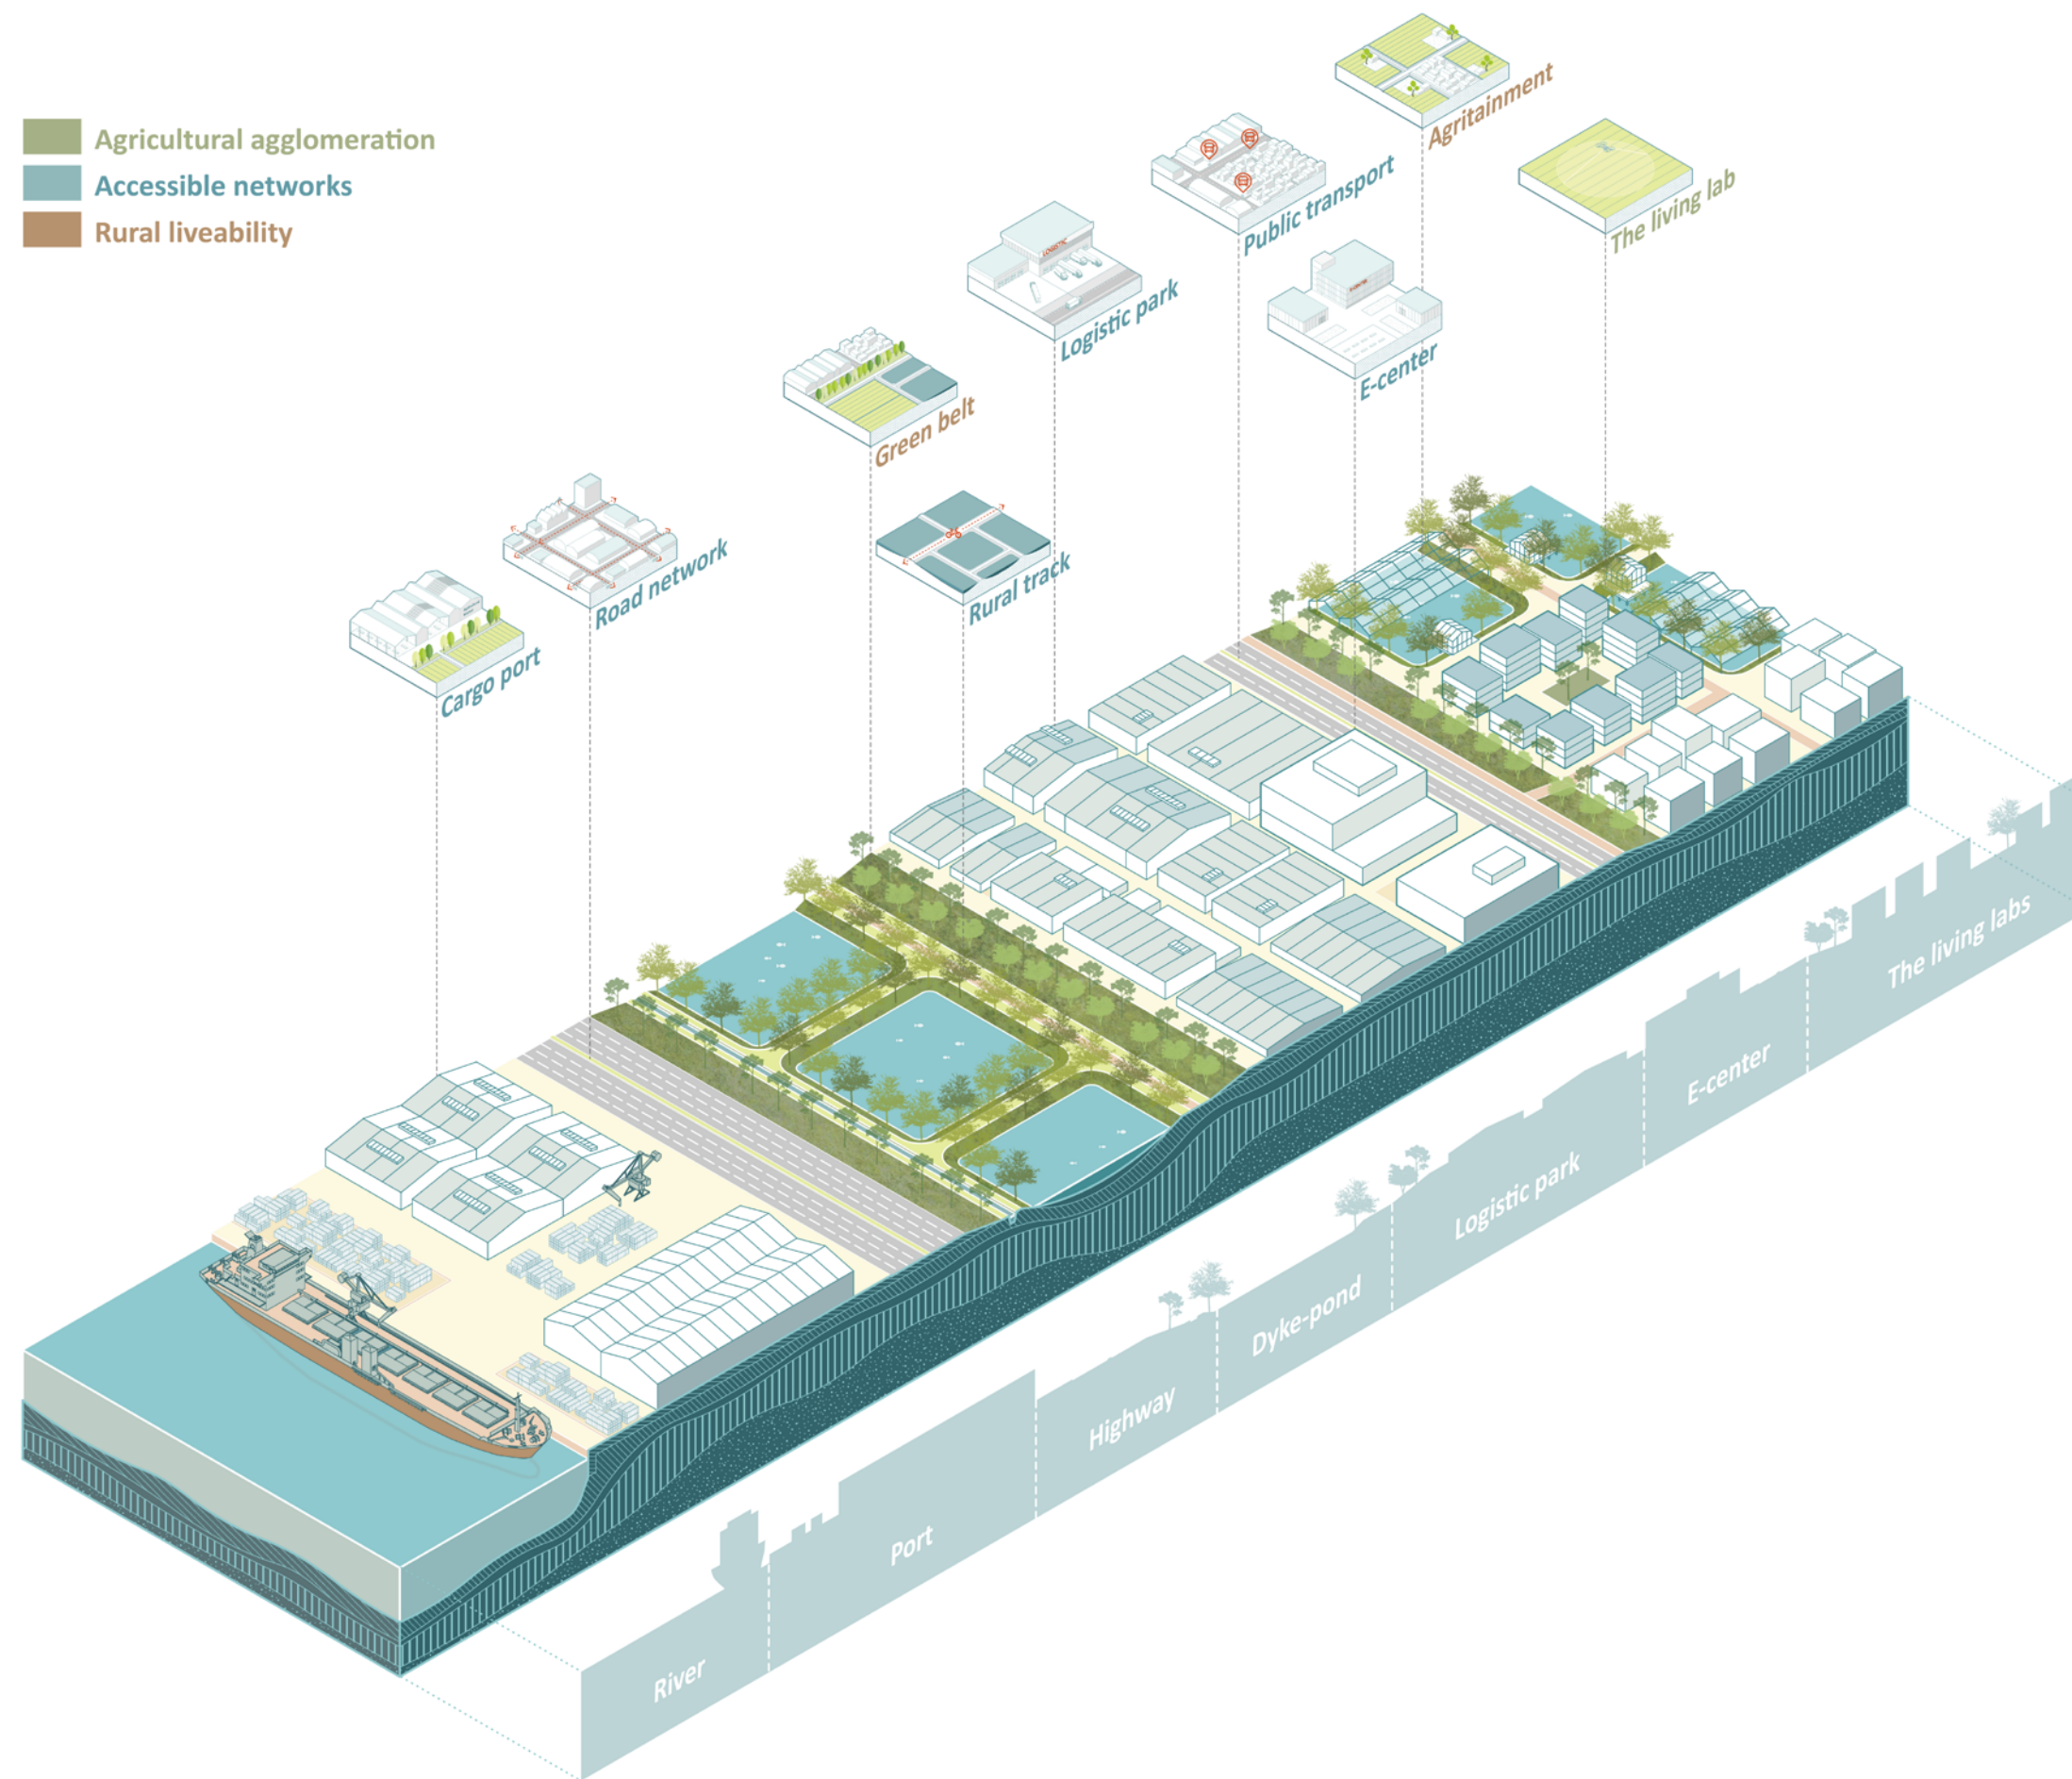 Agricultural agglomeration
Accessible networks
Rural liveability
Agritainment
The living lab
Public transport
Logistic park
LOGISTIC
E-center
Green belt
Rural track
Road network
Cargo port
River
Port
Highway
Dyke-pond
Logistic park
E-center
The living labs